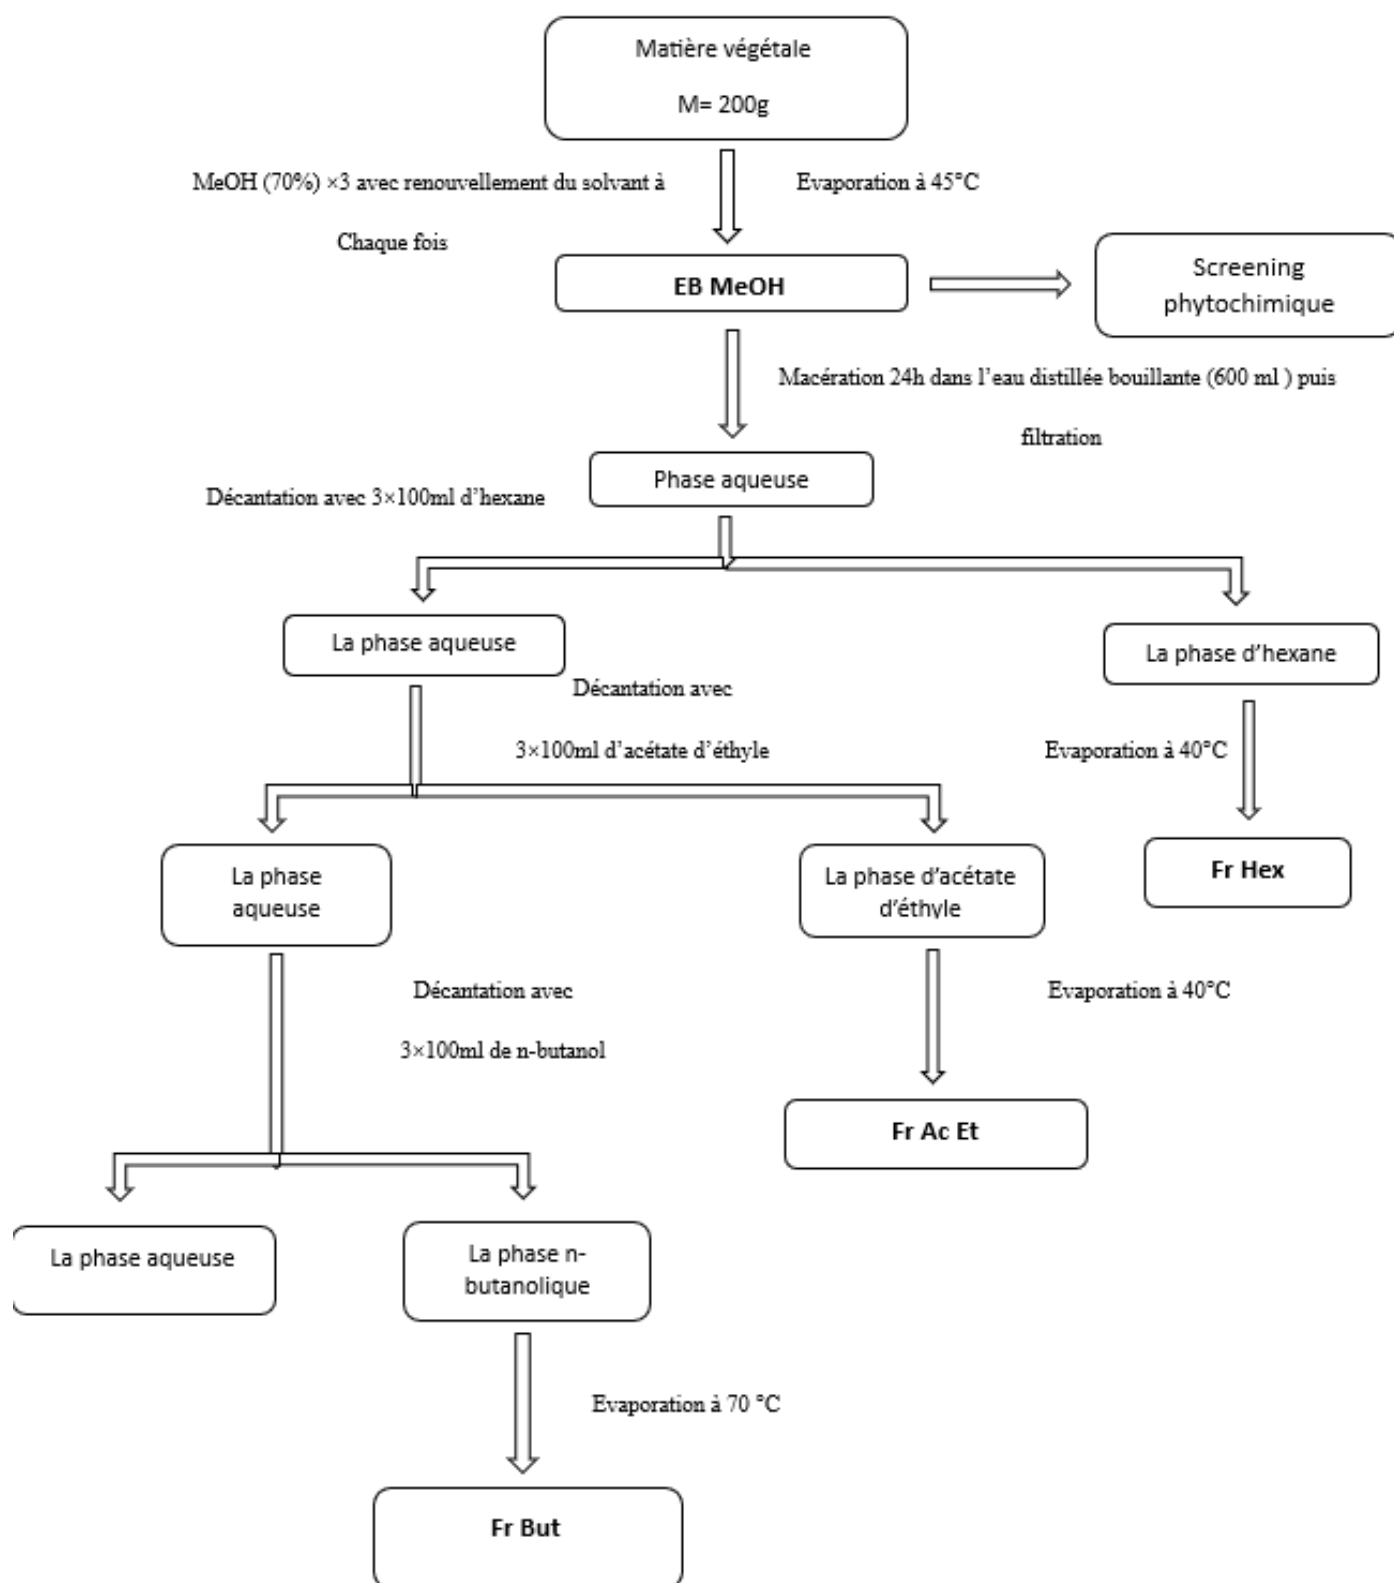 Matière végétale
M= 200g
MeOH (70%) ×3 avec renouvellement du solvant à
Chaque fois
Evaporation à 45°C
EB MeOH
Screening
phytochimique
Macération 24h dans l’eau distillée bouillante (600 ml ) puis
filtration
Phase aqueuse
Décantation avec 3×100ml d’hexane
La phase aqueuse
La phase d’hexane
Décantation avec
3×100ml d’acétate d’éthyle
Evaporation à 40°C
La phase
aqueuse
La phase d’acétate
d’éthyle
Fr Hex
Décantation avec
3×100ml de n-butanol
Evaporation à 40°C
Fr Ac Et
La phase aqueuse
La phase n-
butanolique
Evaporation à 70 °C
Fr But